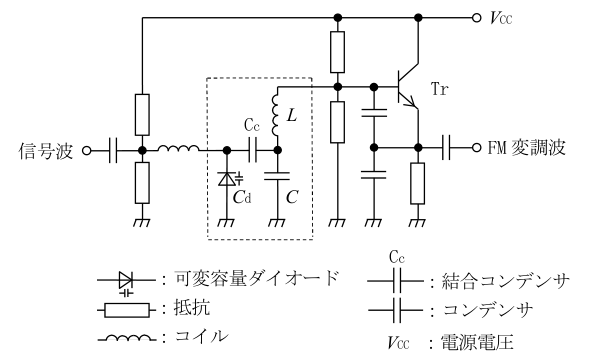 VCC
Tr
L
Cc
信号波
FM 変調波
Cd
C
：可変容量ダイオード
：抵抗
：コイル
Cc
：結合コンデンサ
：コンデンサ
VCC ：電源電圧